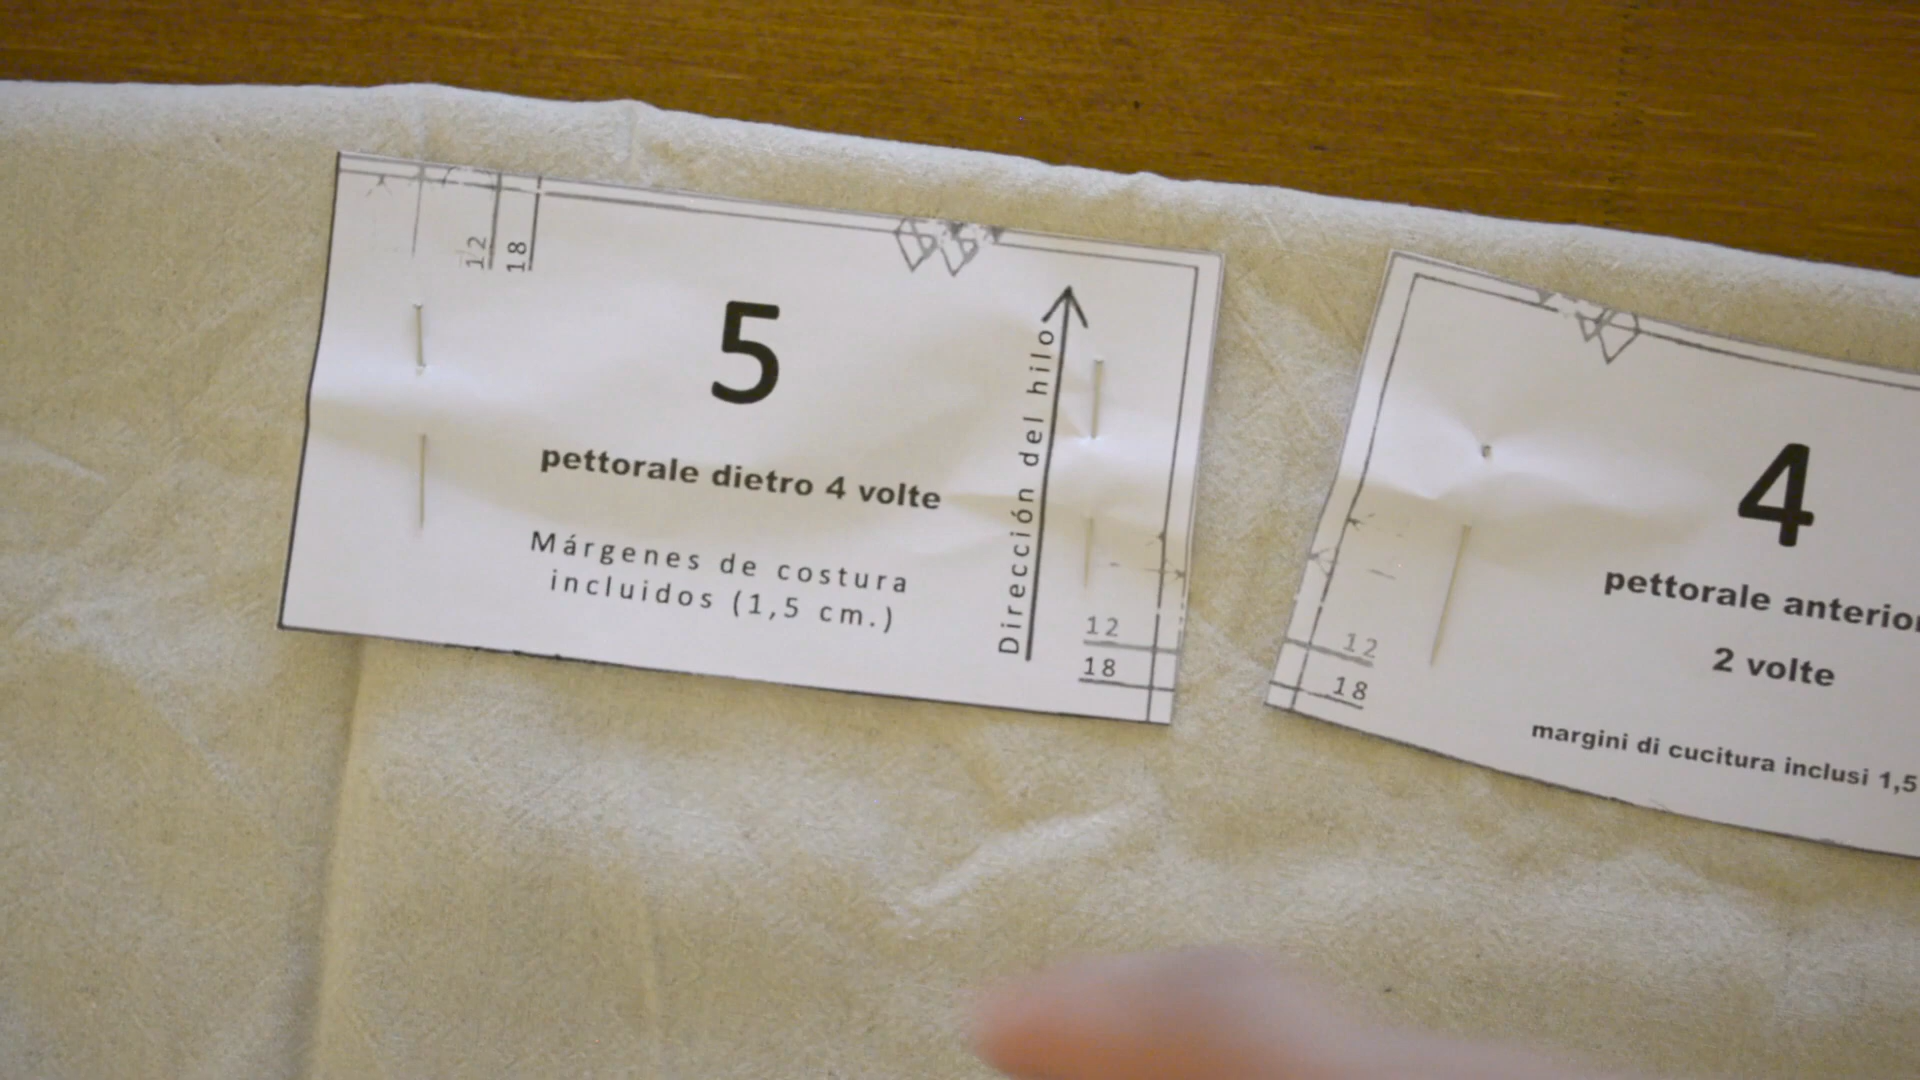 12
18
5
pettorale dietro 4 volte
Márgenes de costura
incluidos (1,5 cm.)
Dirección del hilo
12
18
4
pettorale
2 volte
margini di cucitura inclusi 1,5
12
18